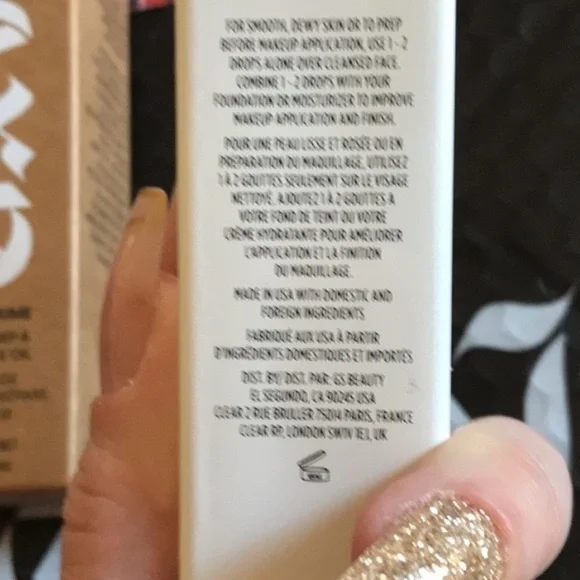 FOR SMOOTH, DEWY SKIN OR TO PREP
BEFORE MAKEUP APPLICATION, USE 1 - 2
DROPS ALONE OVER CLEANSED FACE.
COMBINE 1 - 2 DROPS WITH YOUR
FOUNDATION OR MOISTURIZER TO IMPROVE
MAKEUP APPLICATION AND FINISH.
POUR UNE PEAU LISSE ET ROSÉE OU EN
PRÉPARATION DU MAQUILLAGE, UTILISEZ
1 À 2 GOUTTES SEULEMENT SUR LE VISAGE
NETTOYÉ. AJOUTEZ 1 À 2 GOUTTES A
VOTRE FOND DE TEINT OU VOTRE
CRÈME HYDRATANTE POUR AMÉLIORER
L'APPLICATION ET LA FINITION
DU MAQUILLAGE.
MADE IN USA WITH DOMESTIC AND
FOREIGN INGREDIENTS
FABRIQUÉ AUX USA À PARTIR
D'INGRÉDIENTS DOMESTIQUES ET IMPORTÉS
DIST. BY/ DIST. PAR: GS BEAUTY
EL SEGUNDO, CA 90245 USA
CLEAR 2 RUE BRULLER 75014 PARIS, FRANCE
CLEAR RP, LONDON SW1V 1EJ, UK